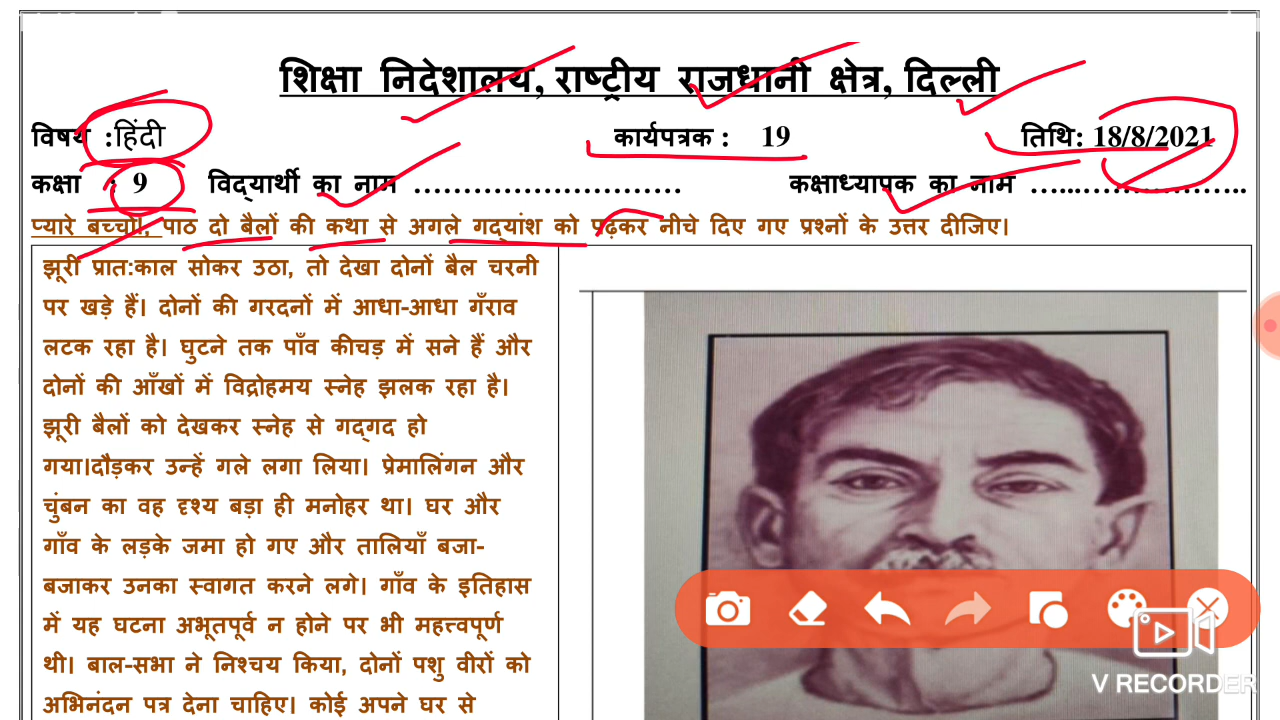 शिक्षा निदेशालय, राष्ट्रीय राजधानी क्षेत्र, दिल्ली
विषय :हिंदी कार्यपत्रक : 19 तिथि: 18/8/2021
कक्षा : 9 विद्यार्थी का नाम ........................... कक्षाध्यापक का नाम ......................
प्यारे बच्चों!, पाठ दो बैलों की कथा से अगले गद्यांश को पढ़कर नीचे दिए गए प्रश्नों के उत्तर दीजिए।
झूरी प्रात:काल सोकर उठा, तो देखा दोनों बैल चरनी
पर खड़े हैं। दोनों की गरदनों में आधा-आधा गँराव
लटक रहा है। घुटने तक पाँव कीचड़ में सने हैं और
दोनों की आँखों में विद्रोहमय स्नेह झलक रहा है।
झूरी बैलों को देखकर स्नेह से गद्गद हो
गया।दौड़कर उन्हें गले लगा लिया। प्रेमालिंगन और
चुंबन का वह दृश्य बड़ा ही मनोहर था। घर और
गाँव के लड़के जमा हो गए और तालियाँ बजा-
बजाकर उनका स्वागत करने लगे। गाँव के इतिहास
में यह घटना अभूतपूर्व न होने पर भी महत्त्वपूर्ण
थी। बाल-सभा ने निश्चय किया, दोनों पशु वीरों को
अभिनंदन पत्र देना चाहिए। कोई अपने घर से
V RECORDER